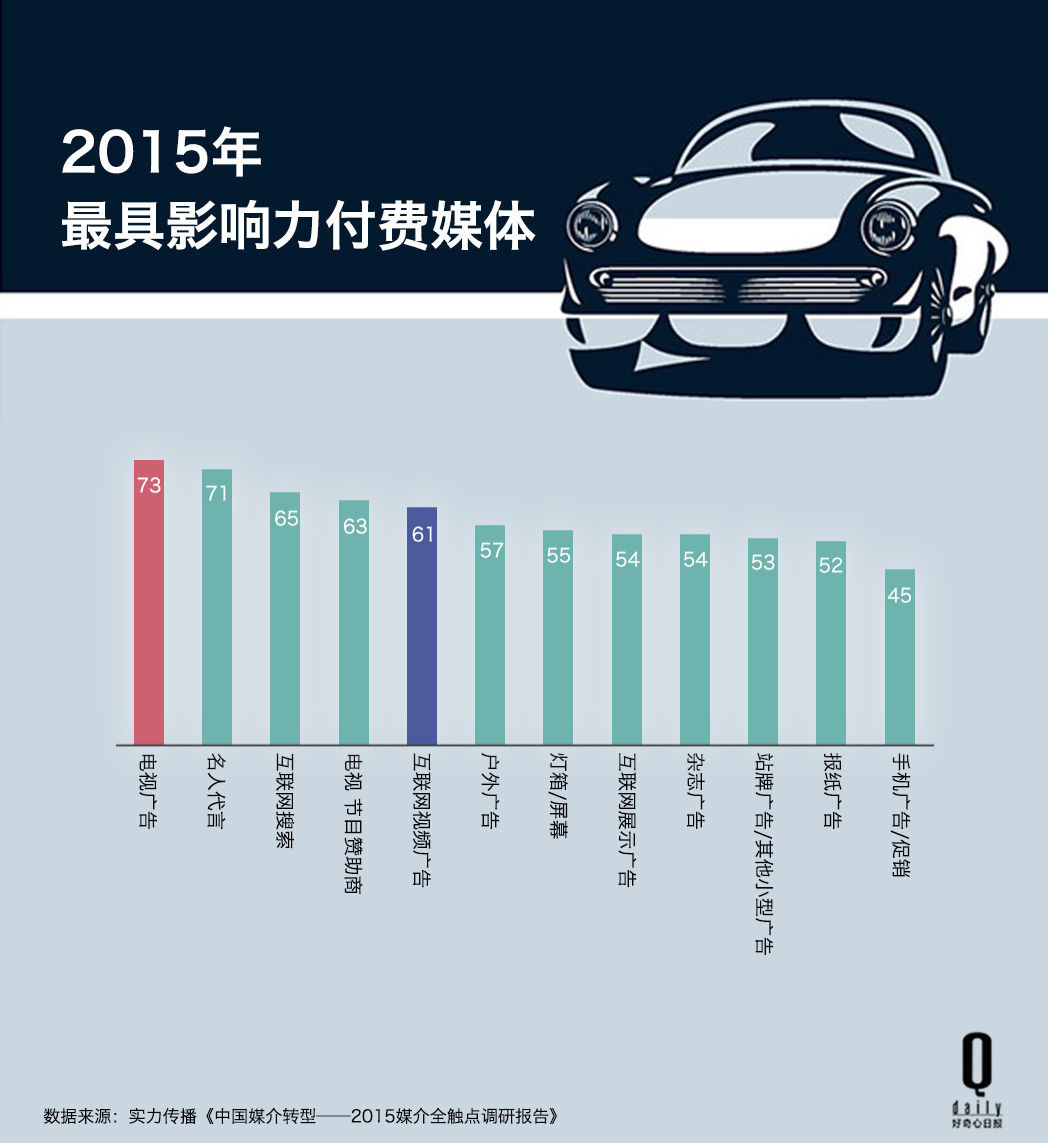 2015年
最具影响力付费媒体
73
71
65
63
61
57
55
54
54
53
52
45
电视广告
名人代言
互联网搜索
电视 节目赞助商
互联网视频广告
户外广告
灯箱/屏幕
互联网展示广告
杂志广告
站牌广告/其他小型广告
报纸广告
手机广告/促销
Q
daily
好奇心日报
数据来源：实力传播《中国媒介转型——2015媒介全触点调研报告》